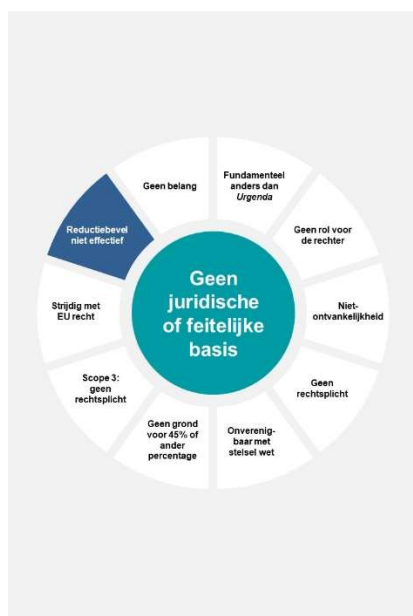 Geen
juridische
of feitelijke
basis
Fundamenteel
anders dan
Urgenda
Geen rol voor
de rechter
Niet-
ontvankelijkheid
Geen
rechtsplicht
Onverenig-
baar met
stelsel wet
Geen grond
voor 45% of
ander
percentage
Scope 3:
geen
rechtsplicht
Strijdig met
EU recht
Reductiebevel
niet effectief
Geen belang